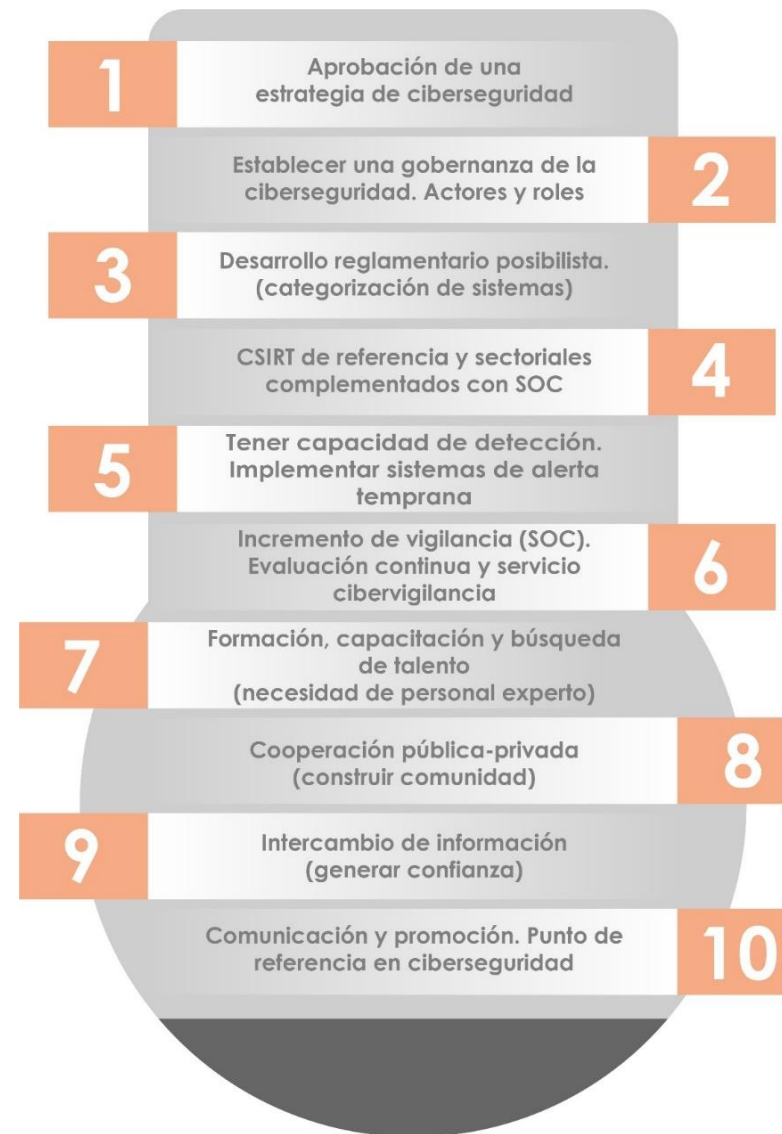 1
Aprobación de una
estrategia de ciberseguridad
Establecer una gobernanza de la
ciberseguridad. Actores y roles
2
3
Desarrollo reglamentario posibilista.
(categorización de sistemas)
CSIRT de referencia y sectoriales
complementados con SOC
4
5
Tener capacidad de detección.
Implementar sistemas de alerta
temprana
Incremento de vigilancia (SOC).
Evaluación continua y servicio
cibervigilancia
6
7
Formación, capacitación y búsqueda
de talento
(necesidad de personal experto)
Cooperación pública-privada
(construir comunidad)
8
9
Intercambio de información
(generar confianza)
Comunicación y promoción. Punto de
referencia en ciberseguridad
10